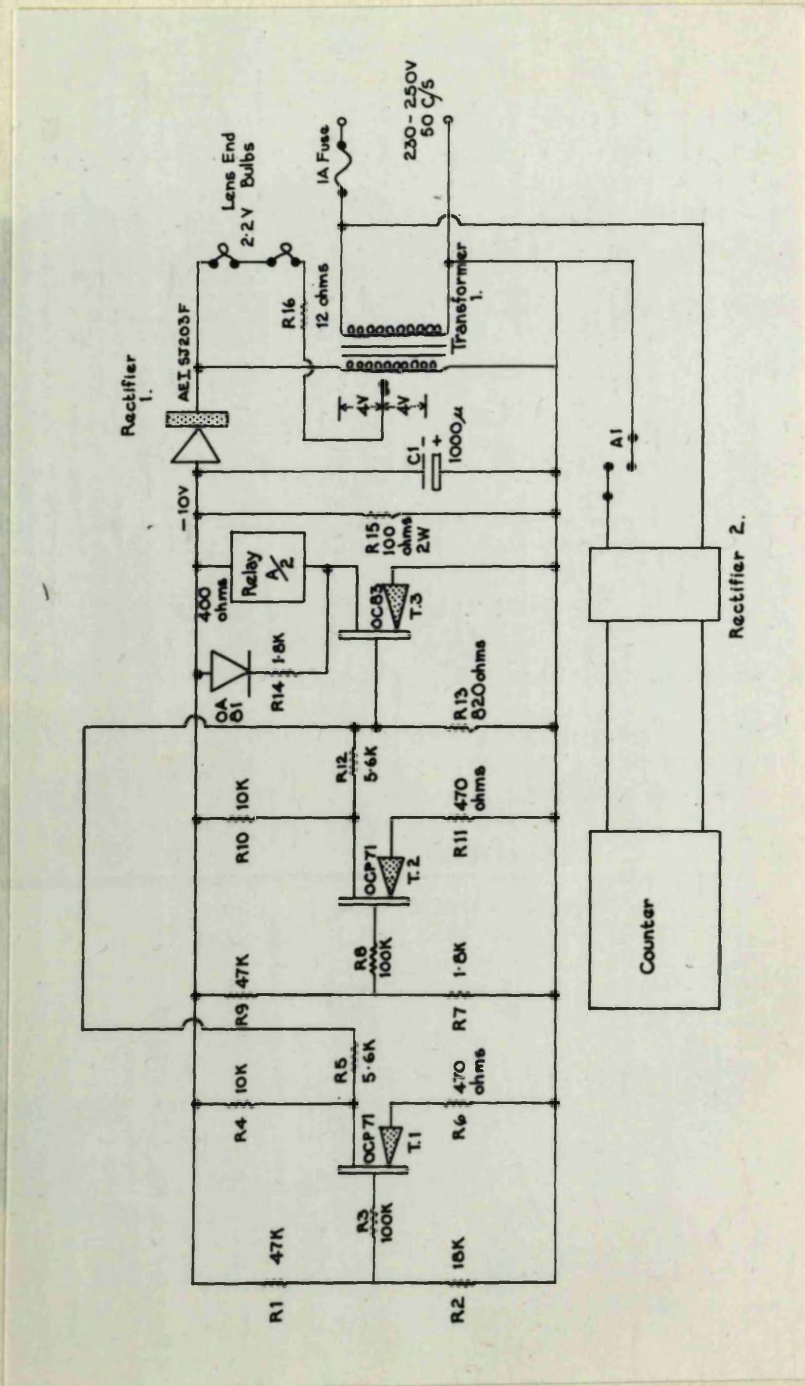 Rectifier
1.
AEI SJ203F
Lens End
2·2V Bulbs
-10V
R1 47K
R4 10K
R9 47K
R10 10K
OA
81
400
ohms
Relay
A/2
R14 1·8K
R16
12 ohms
1A Fuse
230-250V
50 C/S
R3
100K
OCP71
T.1
R5
5·6K
R8
100K
OCP71
T.2
R12
5·6K
OC83
T.3
R15
100
ohms
2W
4V
4V
C1 -
+
1000µ
Transformer
1.
R2 18K
R6 470
ohms
R7 1·8K
R11 470
ohms
R13
820ohms
A1
Counter
Rectifier 2.